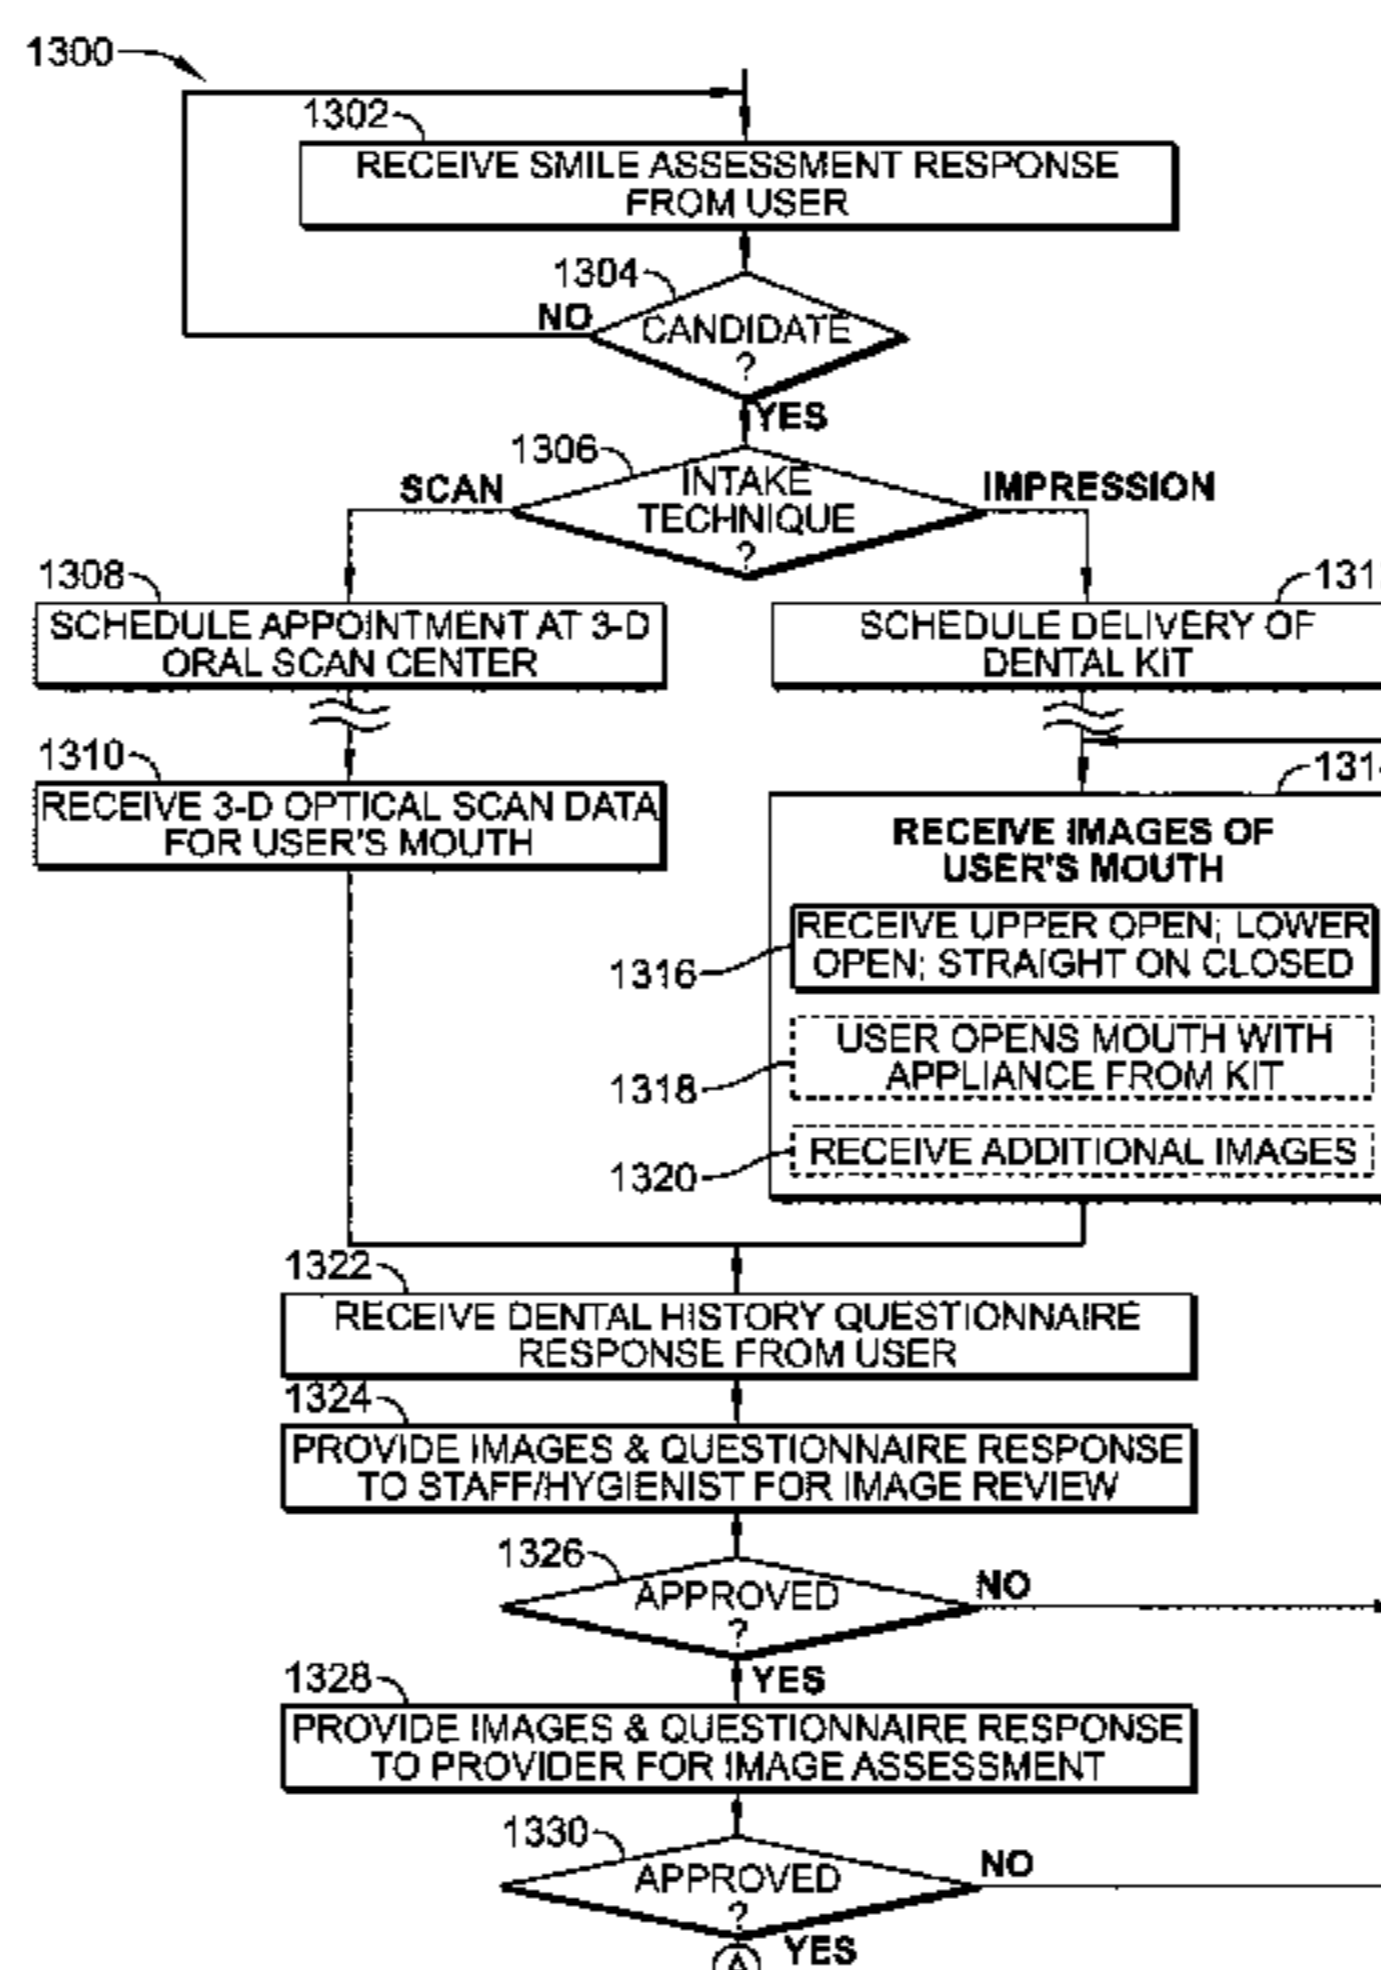 1300
1302
RECEIVE SMILE ASSESSMENT RESPONSE
FROM USER
1304
NO
CANDIDATE
?
YES
1306
SCAN
INTAKE
TECHNIQUE
?
IMPRESSION
1308
SCHEDULE APPOINTMENT AT 3-D
ORAL SCAN CENTER
SCHEDULE DELIVERY OF
DENTAL KIT
1310
RECEIVE 3-D OPTICAL SCAN DATA
FOR USER'S MOUTH
RECEIVE IMAGES OF
USER'S MOUTH
1316
RECEIVE UPPER OPEN; LOWER
OPEN; STRAIGHT ON CLOSED
1318
USER OPENS MOUTH WITH
APPLIANCE FROM KIT
1320
RECEIVE ADDITIONAL IMAGES
1322
RECEIVE DENTAL HISTORY QUESTIONNAIRE
RESPONSE FROM USER
1324
PROVIDE IMAGES & QUESTIONNAIRE RESPONSE
TO STAFF/HYGIENIST FOR IMAGE REVIEW
1326
APPROVED
?
NO
YES
1328
PROVIDE IMAGES & QUESTIONNAIRE RESPONSE
TO PROVIDER FOR IMAGE ASSESSMENT
1330
APPROVED
?
NO
YES
A